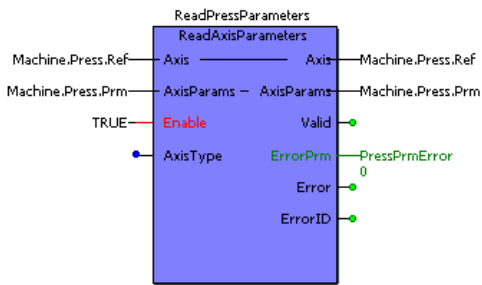 ReadPressParameters
ReadAxisParameters
Machine.Press.Ref Axis Axis Machine.Press.Ref
Machine.Press.Prm AxisParams AxisParams Machine.Press.Prm
TRUE Enable Valid
AxisType ErrorPrm PressPrmError
0
Error
ErrorID